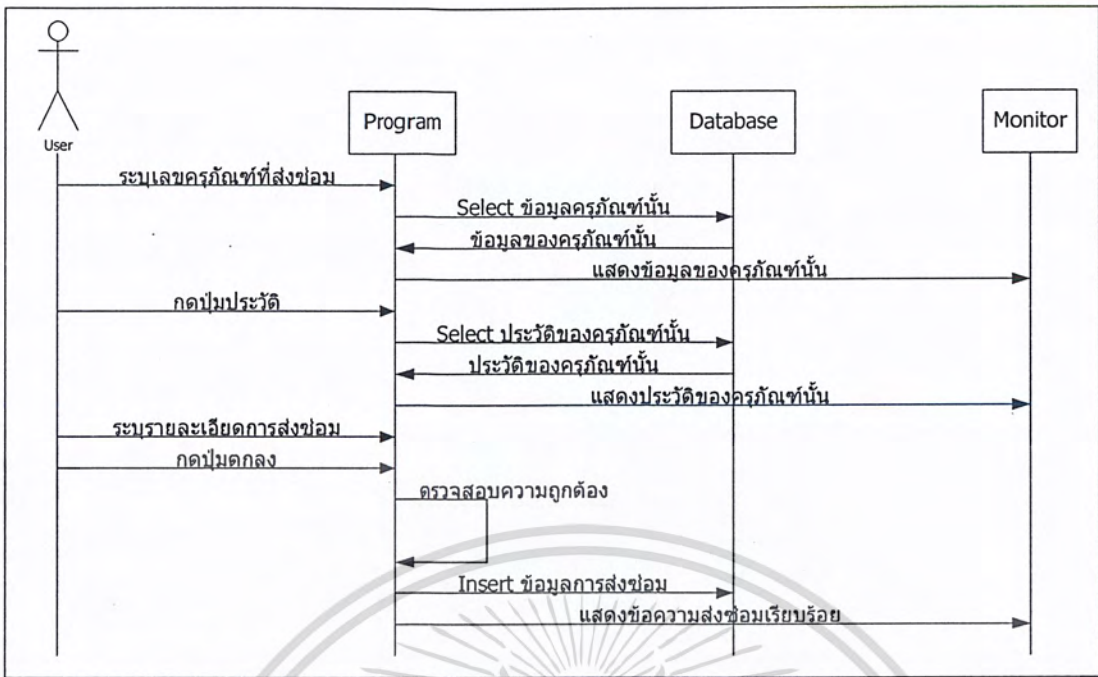 User
Program
Database
Monitor
ระบุเลขครุภัณฑ์ที่ส่งซ่อม
Select ข้อมูลครุภัณฑ์นั้น
ข้อมูลของครุภัณฑ์นั้น
แสดงข้อมูลของครุภัณฑ์นั้น
กดปุ่มประวัติ
Select ประวัติของครุภัณฑ์นั้น
ประวัติของครุภัณฑ์นั้น
แสดงประวัติของครุภัณฑ์นั้น
ระบุรายละเอียดการส่งซ่อม
กดปุ่มตกลง
ตรวจสอบความถูกต้อง
Insert ข้อมูลการส่งซ่อม
แสดงข้อความส่งซ่อมเรียบร้อย